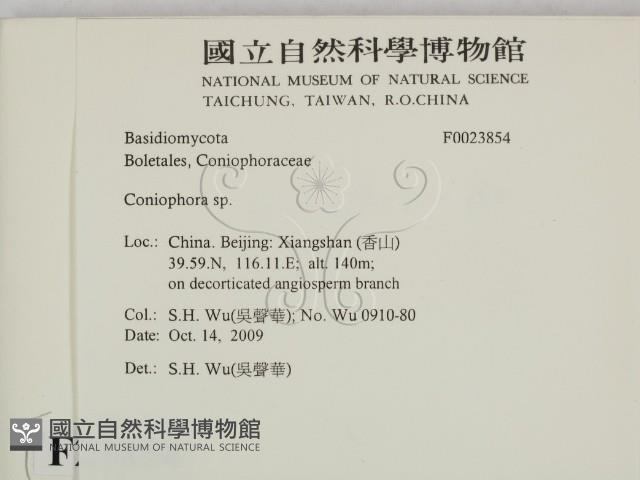 國立自然科學博物館
NATIONAL MUSEUM OF NATURAL SCIENCE
TAICHUNG, TAIWAN, R.O.CHINA
Basidiomycota F0023854
Boletales, Coniophoraceae
Coniophora sp.
Loc.: China. Beijing: Xiangshan (香山)
39.59.N, 116.11.E; alt. 140m;
on decorticated angiosperm branch
Col.: S.H. Wu(吳聲華); No. Wu 0910-80
Date: Oct. 14, 2009
Det.: S.H. Wu(吳聲華)
國立自然科學博物館
NATIONAL MUSEUM OF NATURAL SCIENCE